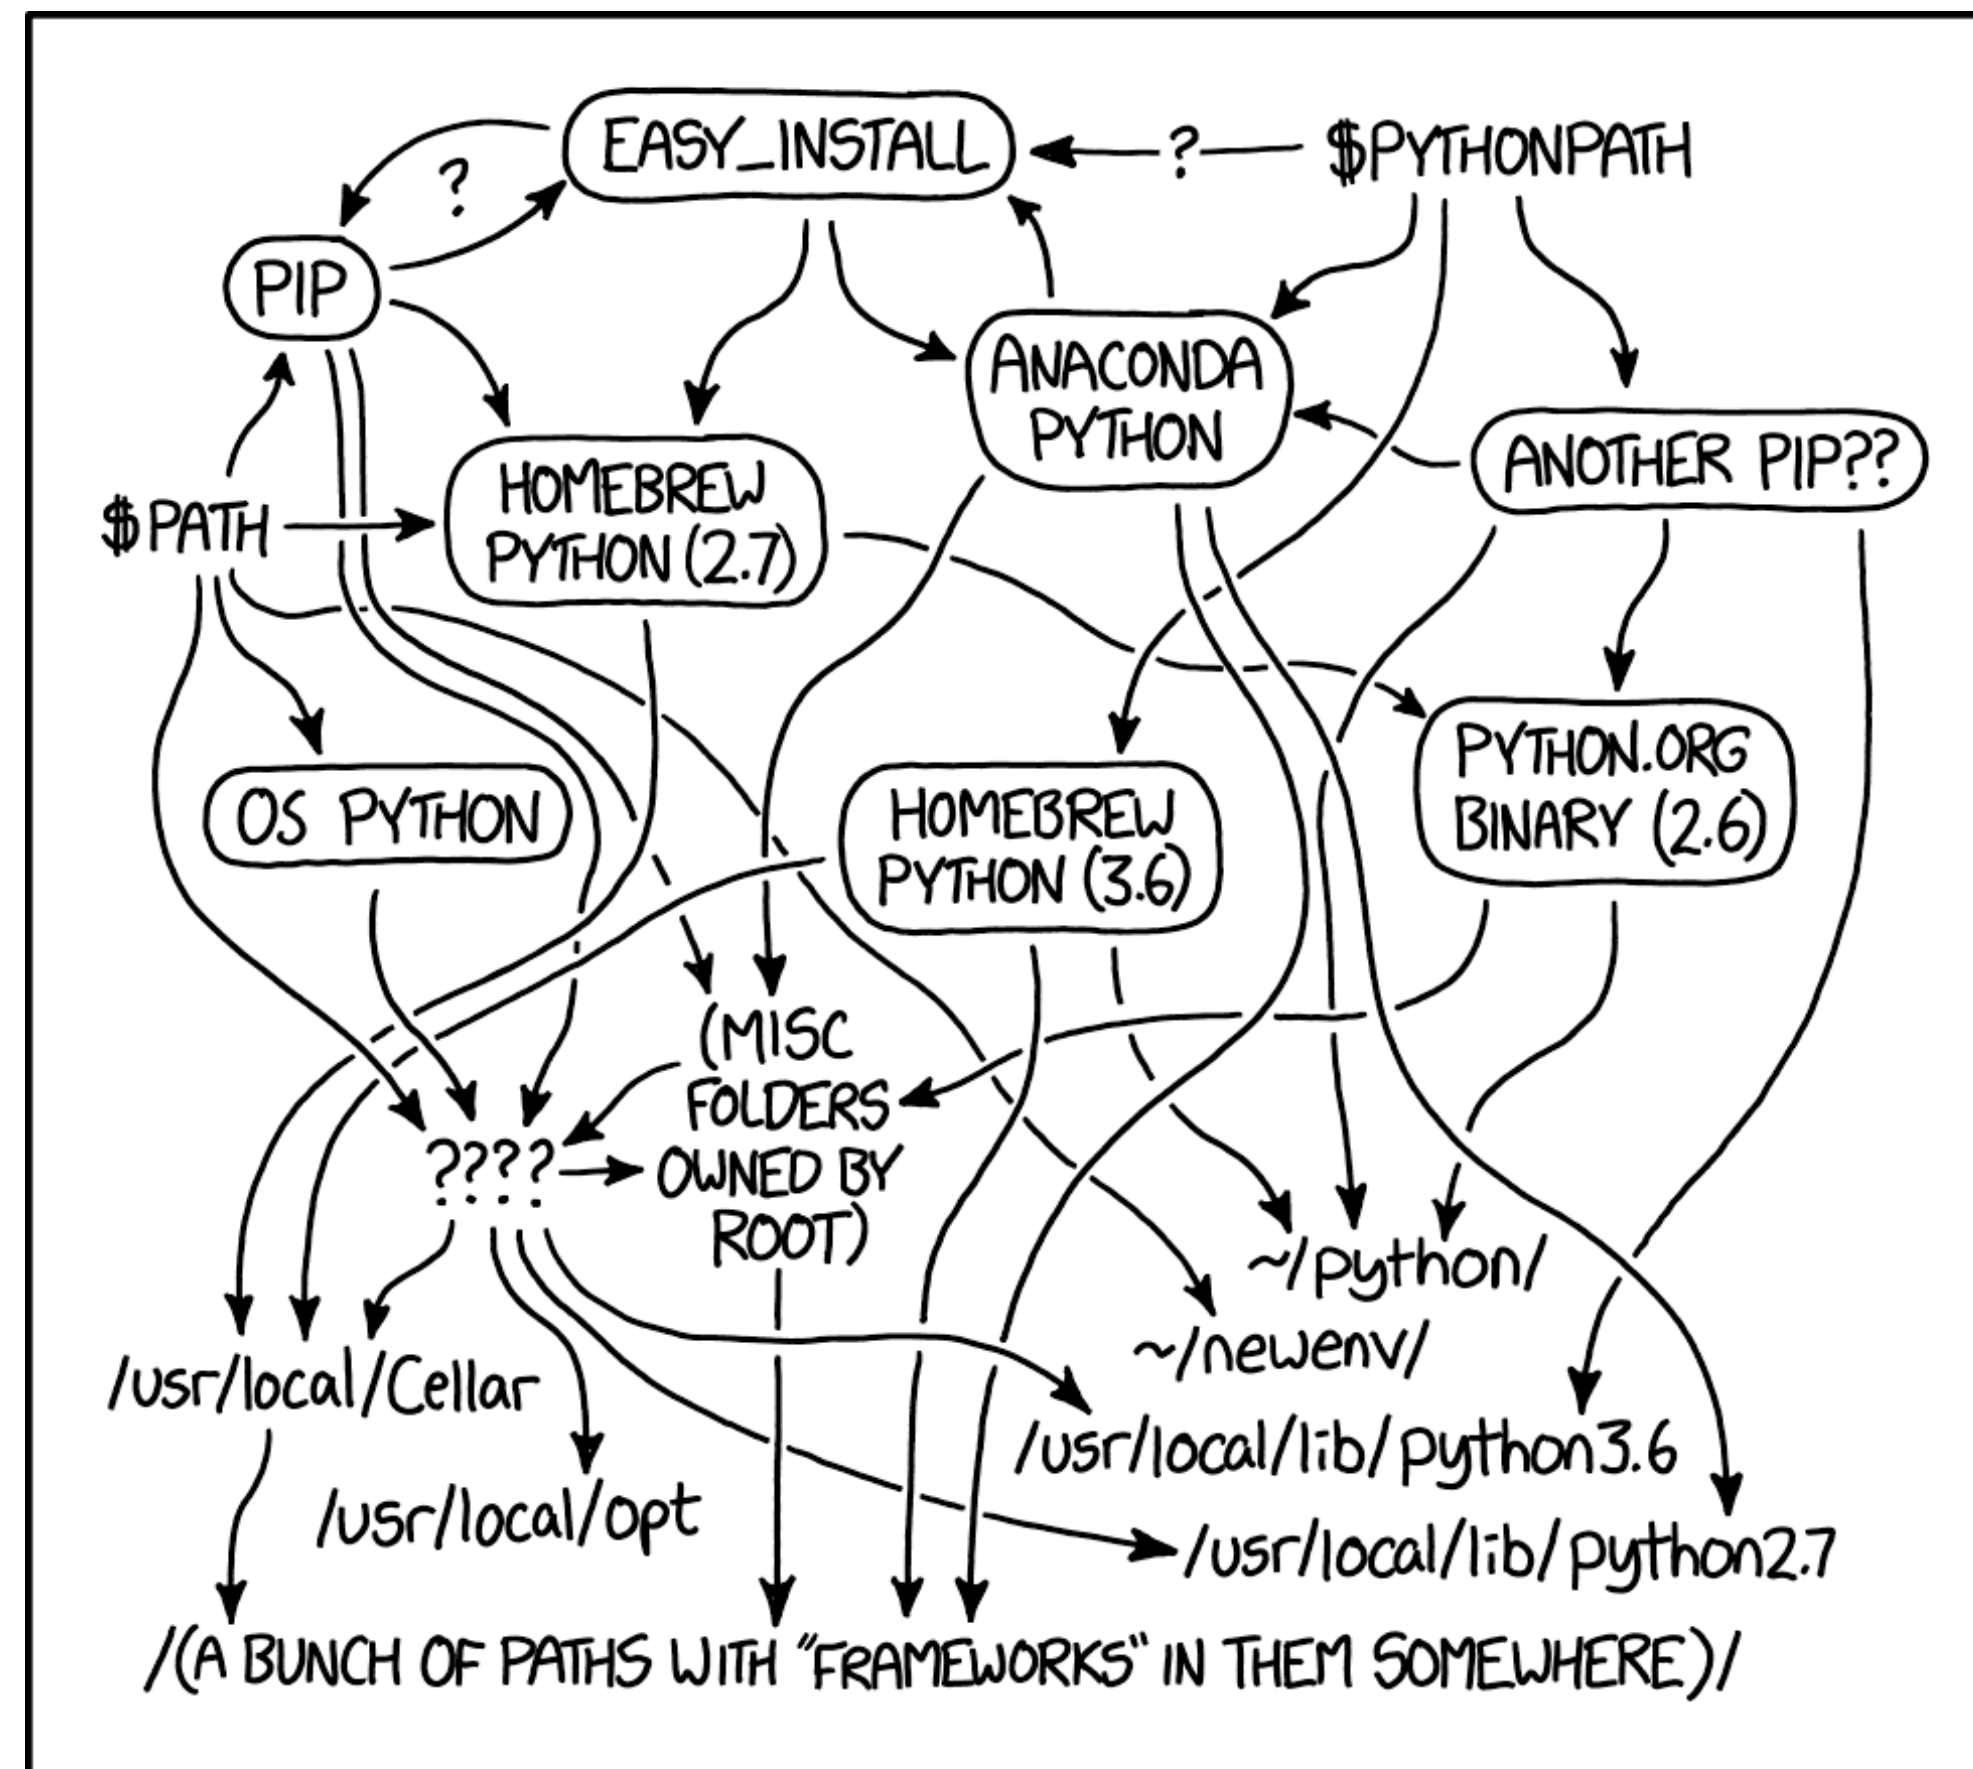 EASY_INSTALL
?
$PYTHONPATH
?
PIP
ANACONDA
PYTHON
ANOTHER PIP??
HOMEBREW
PYTHON (2.7)
$PATH
PYTHON.ORG
BINARY (2.6)
OS PYTHON
HOMEBREW
PYTHON (3.6)
(MISC
FOLDERS
OWNED BY
ROOT)
????
~/python/
~/newenv/
/usr/local/Cellar
/usr/local/lib/python3.6
/usr/local/opt
/usr/local/lib/python2.7
/(A BUNCH OF PATHS WITH "FRAMEWORKS" IN THEM SOMEWHERE)/